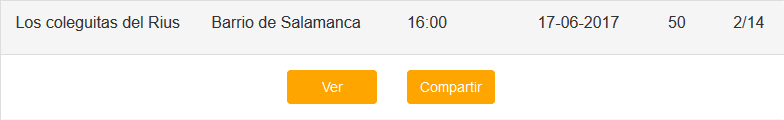 Los coleguitas del Rius Barrio de Salamanca 16:00 17-06-2017 50 2/14
Ver Compartir